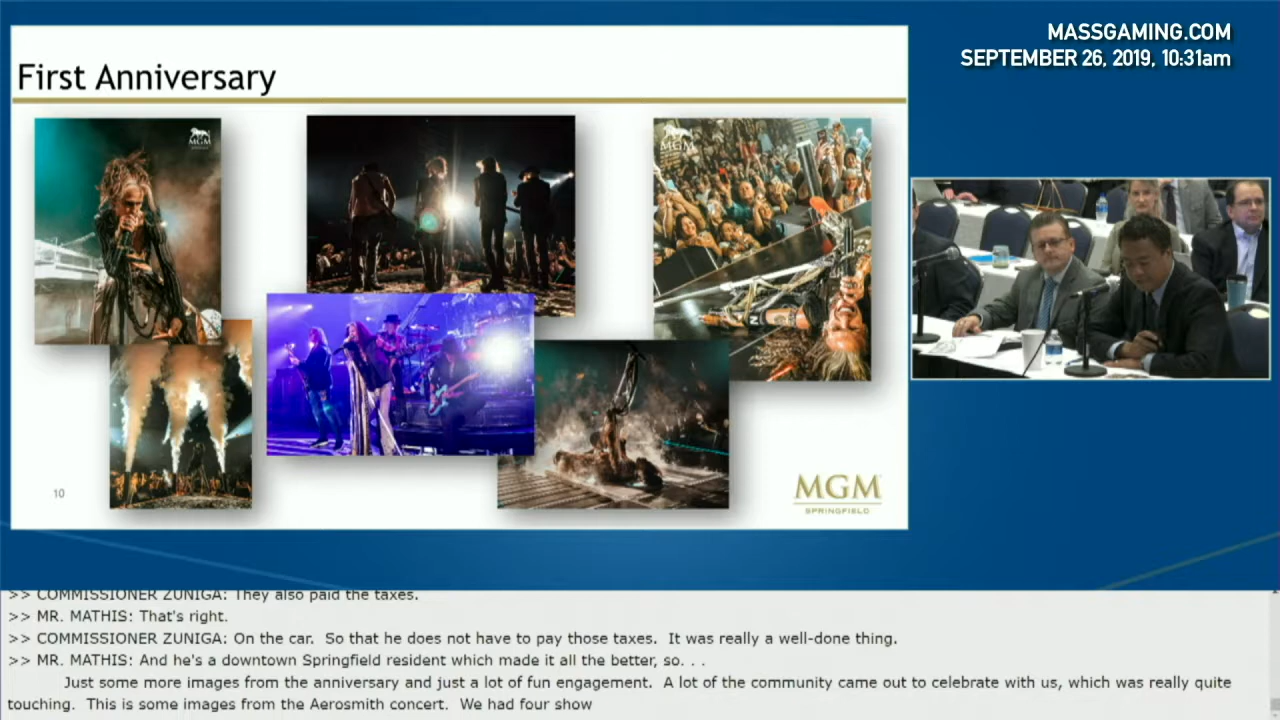 MASSGAMING.COM
SEPTEMBER 26, 2019, 10:31am
First Anniversary
MGM
MGM
10
MGM
SPRINGFIELD
>> COMMISSIONER ZUNIGA: They also paid the taxes.
>> MR. MATHIS: That's right.
>> COMMISSIONER ZUNIGA: On the car. So that he does not have to pay those taxes. It was really a well-done thing.
>> MR. MATHIS: And he's a downtown Springfield resident which made it all the better, so. . .
Just some more images from the anniversary and just a lot of fun engagement. A lot of the community came out to celebrate with us, which was really quite
touching. This is some images from the Aerosmith concert. We had four show